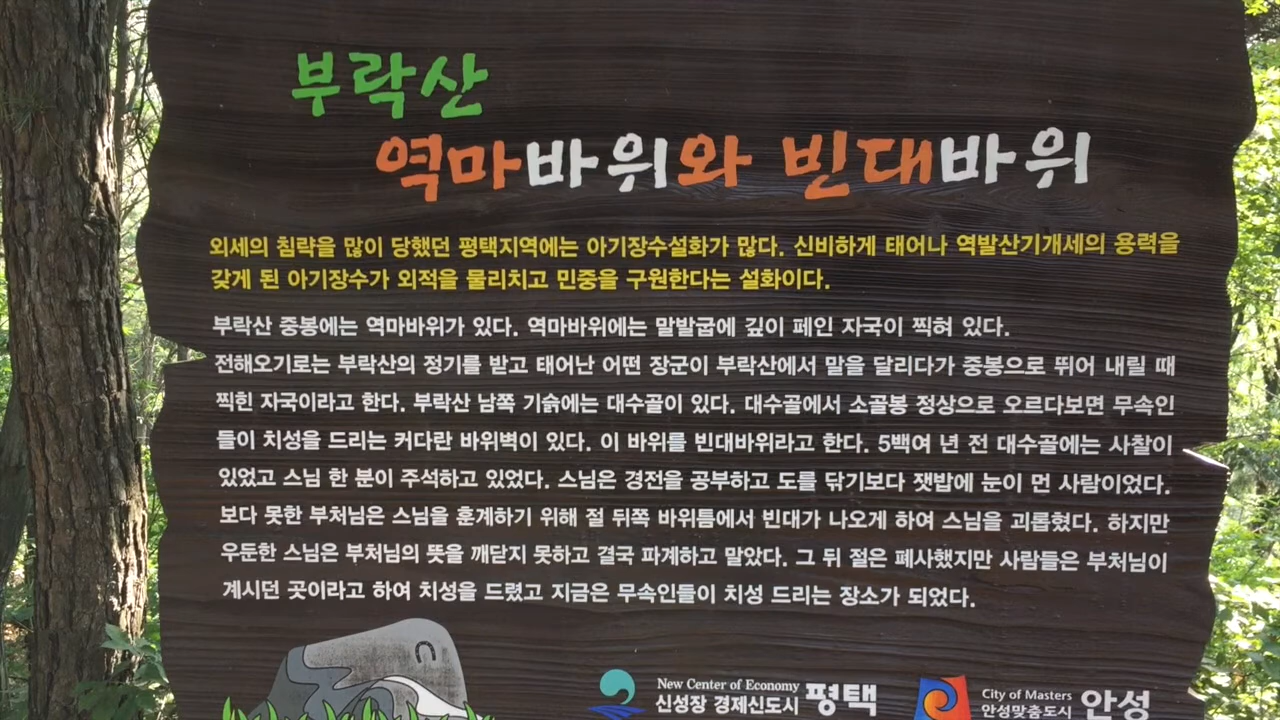 부락산
역마바위와 빈대바위
외세의 침략을 많이 당했던 평택지역에는 아기장수설화가 많다. 신비하게 태어나 역발산기개세의 용력을
갖게 된 아기장수가 외적을 물리치고 민중을 구원한다는 설화이다.
부락산 중봉에는 역마바위가 있다. 역마바위에는 말발굽에 깊이 페인 자국이 찍혀 있다.
전해오기로는 부락산의 정기를 받고 태어난 어떤 장군이 부락산에서 말을 달리다가 중봉으로 뛰어 내릴 때
찍힌 자국이라고 한다. 부락산 남쪽 기슭에는 대수골이 있다. 대수골에서 소골봉 정상으로 오르다보면 무속인
들이 치성을 드리는 커다란 바위벽이 있다. 이 바위를 빈대바위라고 한다. 5백여 년 전 대수골에는 사찰이
있었고 스님 한 분이 주석하고 있었다. 스님은 경전을 공부하고 도를 닦기보다 잿밥에 눈이 먼 사람이었다.
보다 못한 부처님은 스님을 훈계하기 위해 절 뒤쪽 바위틈에서 빈대가 나오게 하여 스님을 괴롭혔다. 하지만
우둔한 스님은 부처님의 뜻을 깨닫지 못하고 결국 파계하고 말았다. 그 뒤 절은 폐사했지만 사람들은 부처님이
계시던 곳이라고 하여 치성을 드렸고 지금은 무속인들이 치성 드리는 장소가 되었다.
New Center of Economy
신성장 경제신도시 평택
City of Masters
안성맞춤도시 안성